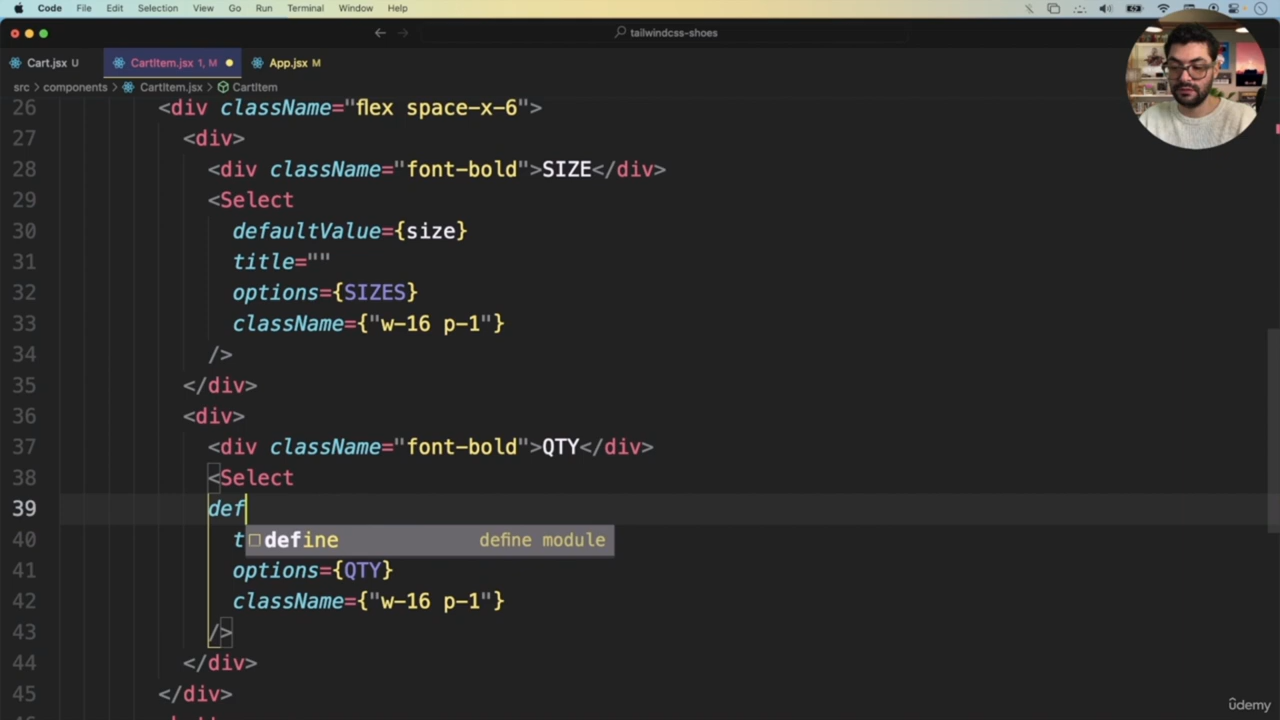 Code File Edit Selection View Go Run Terminal Window Help
tailwindcss-shoes
Cart.jsx U CartItem.jsx 1, M App.jsx M
src > components > CartItem.jsx > CartItem
26 <div className="flex space-x-6">
27 <div>
28 <div className="font-bold">SIZE</div>
29 <Select
30 defaultValue={size}
31 title=""
32 options={SIZES}
33 className={"w-16 p-1"}
34 />
35 </div>
36 <div>
37 <div className="font-bold">QTY</div>
38 <Select
39 def
40 t define define module
41 options={QTY}
42 className={"w-16 p-1"}
43 />
44 </div>
45 </div>
ûdemy